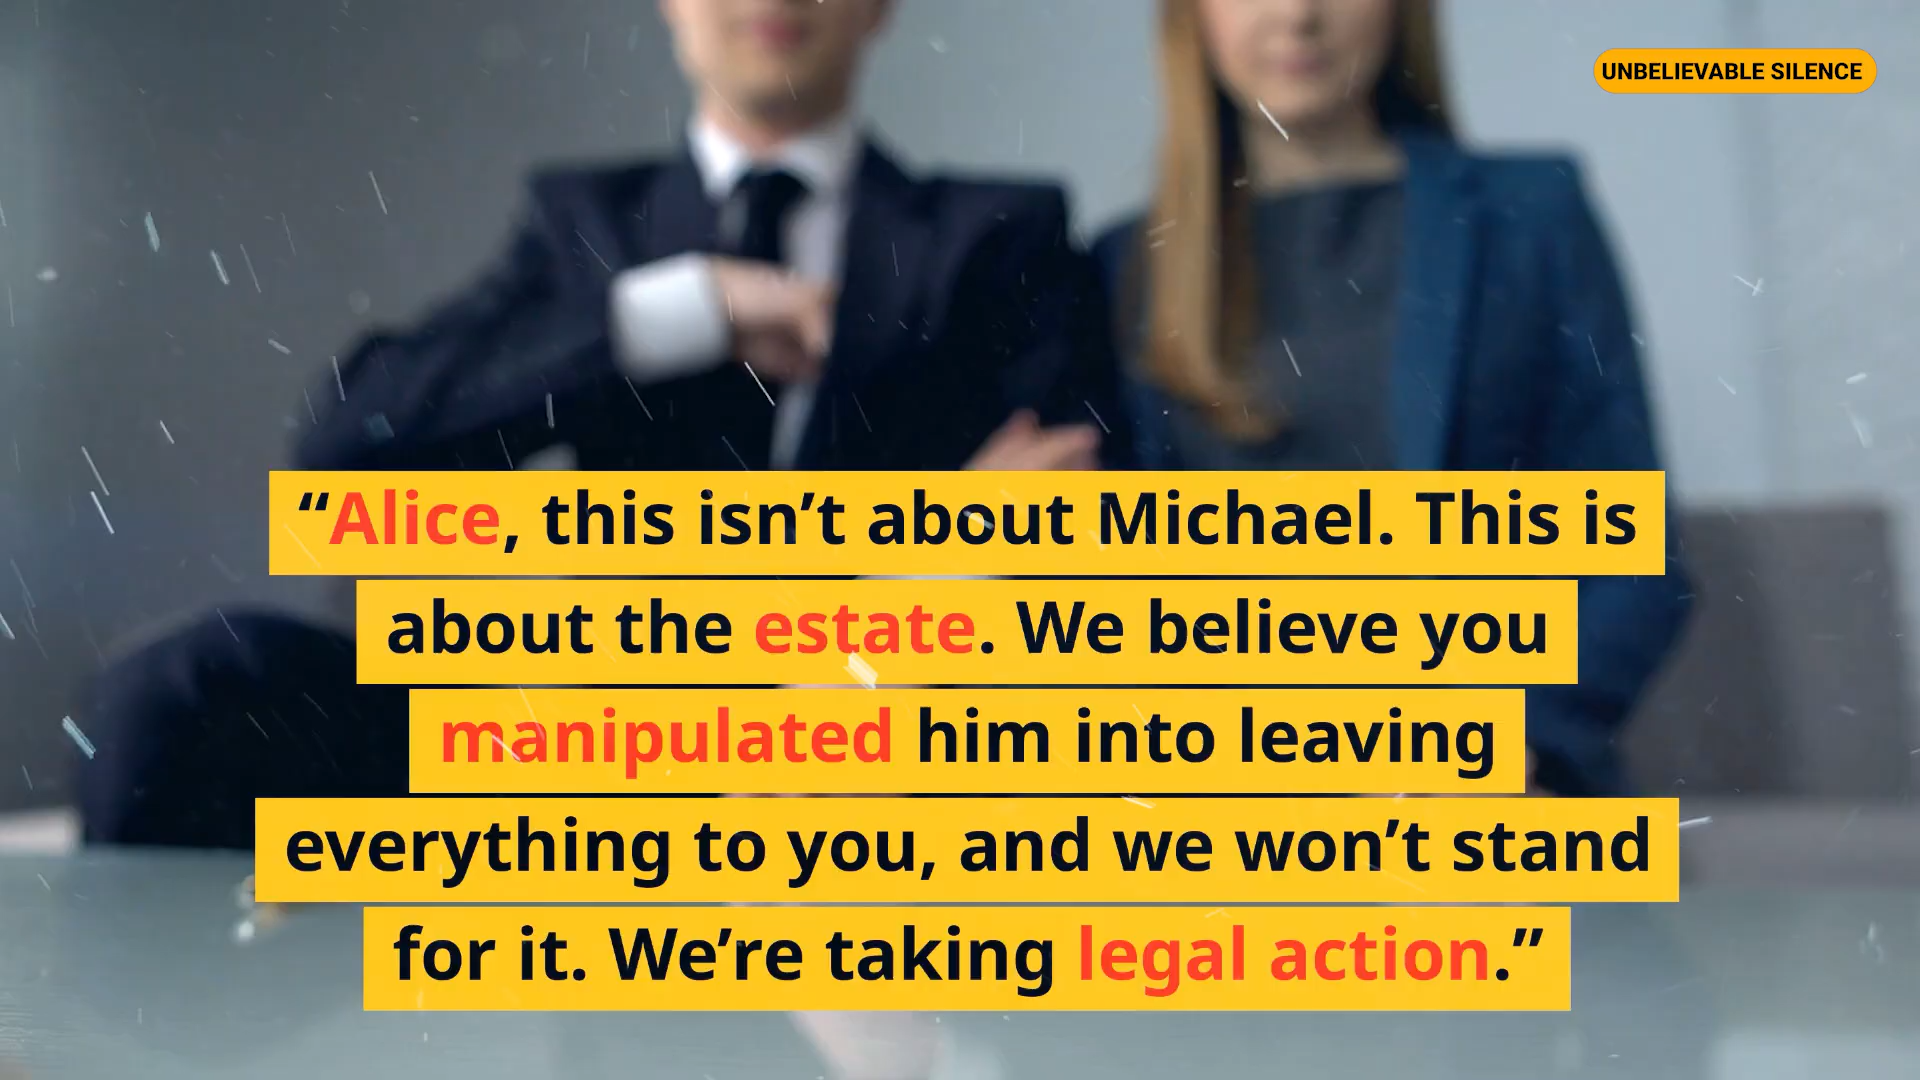 UNBELIEVABLE SILENCE
“Alice, this isn’t about Michael. This is
about the estate. We believe you
manipulated him into leaving
everything to you, and we won’t stand
for it. We’re taking legal action.”